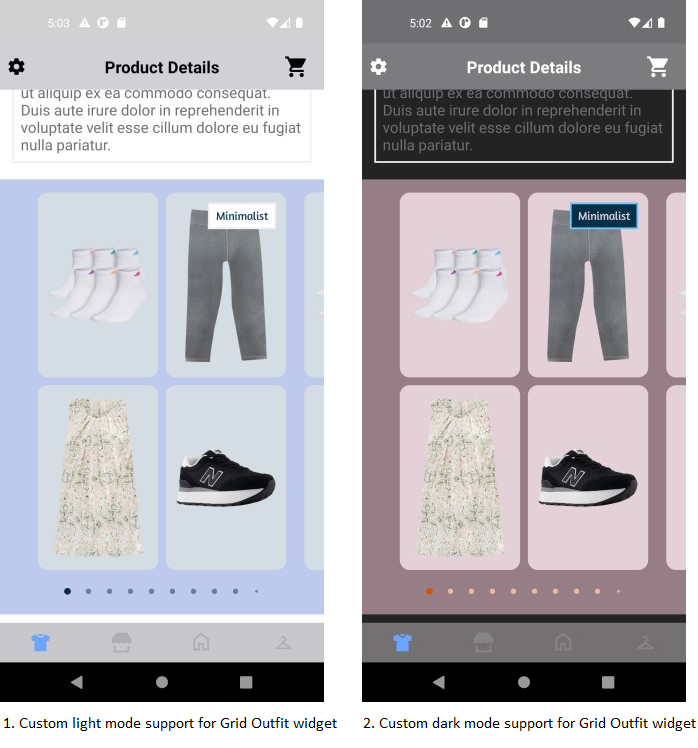 5:03
Product Details
ut aliquip ex ea commodo consequat.
Duis aute irure dolor in reprehenderit in
voluptate velit esse cillum dolore eu fugiat
nulla pariatur.
Minimalist
N
1. Custom light mode support for Grid Outfit widget
5:02
Product Details
ut aliquip ex ea commodo consequat.
Duis aute irure dolor in reprehenderit in
voluptate velit esse cillum dolore eu fugiat
nulla pariatur.
Minimalist
N
2. Custom dark mode support for Grid Outfit widget